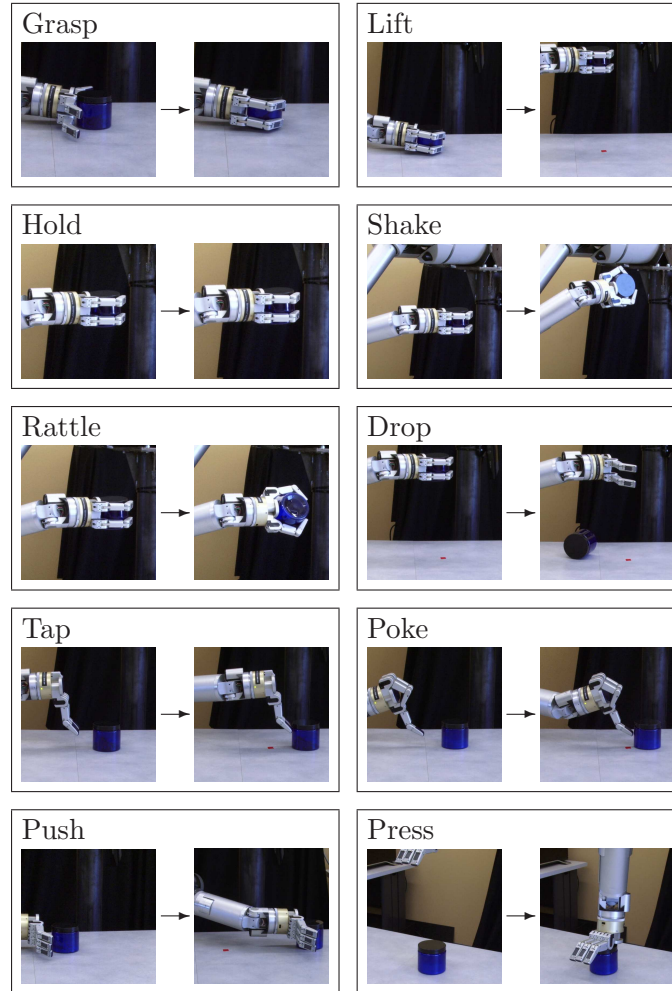 Grasp
Lift
Hold
Shake
Rattle
Drop
Tap
Poke
Push
Press